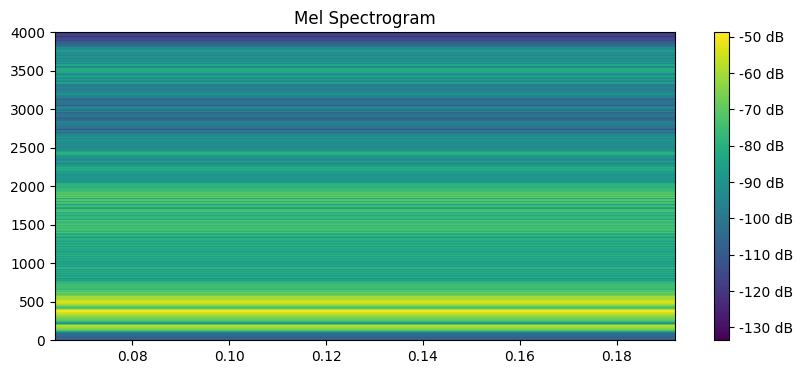 Mel Spectrogram
4000
3500
3000
2500
2000
1500
1000
500
0
0.08 0.10 0.12 0.14 0.16 0.18
-50 dB
-60 dB
-70 dB
-80 dB
-90 dB
-100 dB
-110 dB
-120 dB
-130 dB